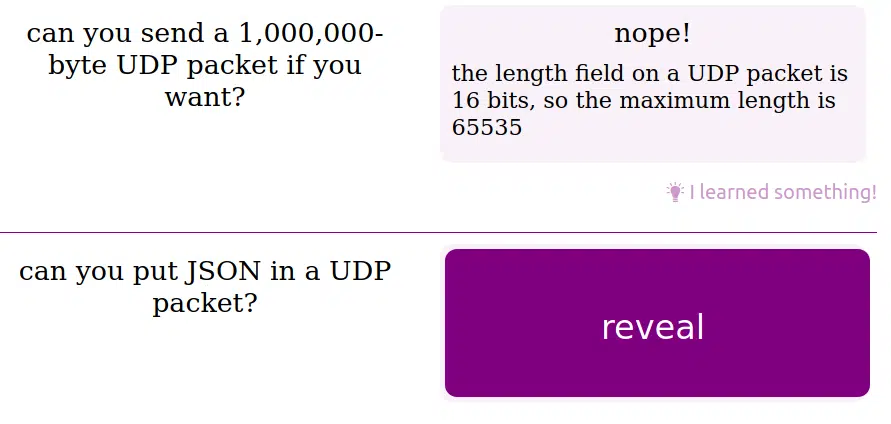 can you send a 1,000,000-
byte UDP packet if you
want?
nope!
the length field on a UDP packet is
16 bits, so the maximum length is
65535
I learned something!
can you put JSON in a UDP
packet?
reveal